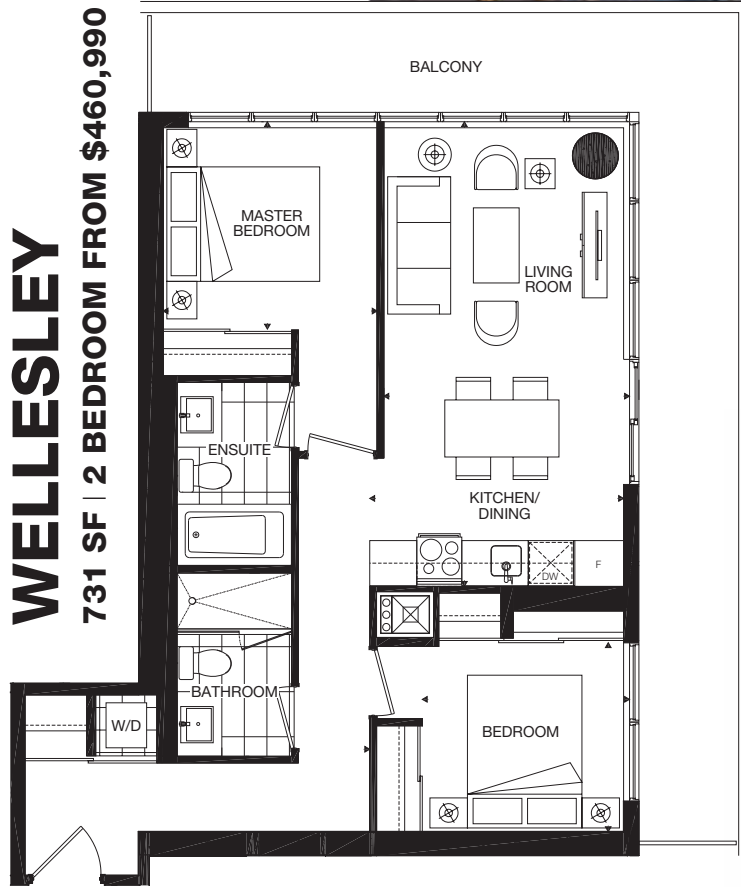 WELLESLEY
731 SF | 2 BEDROOM FROM $460,990
BALCONY
MASTER
BEDROOM
LIVING
ROOM
ENSUITE
KITCHEN/
DINING
DW
F
BATHROOM
W/D
BEDROOM